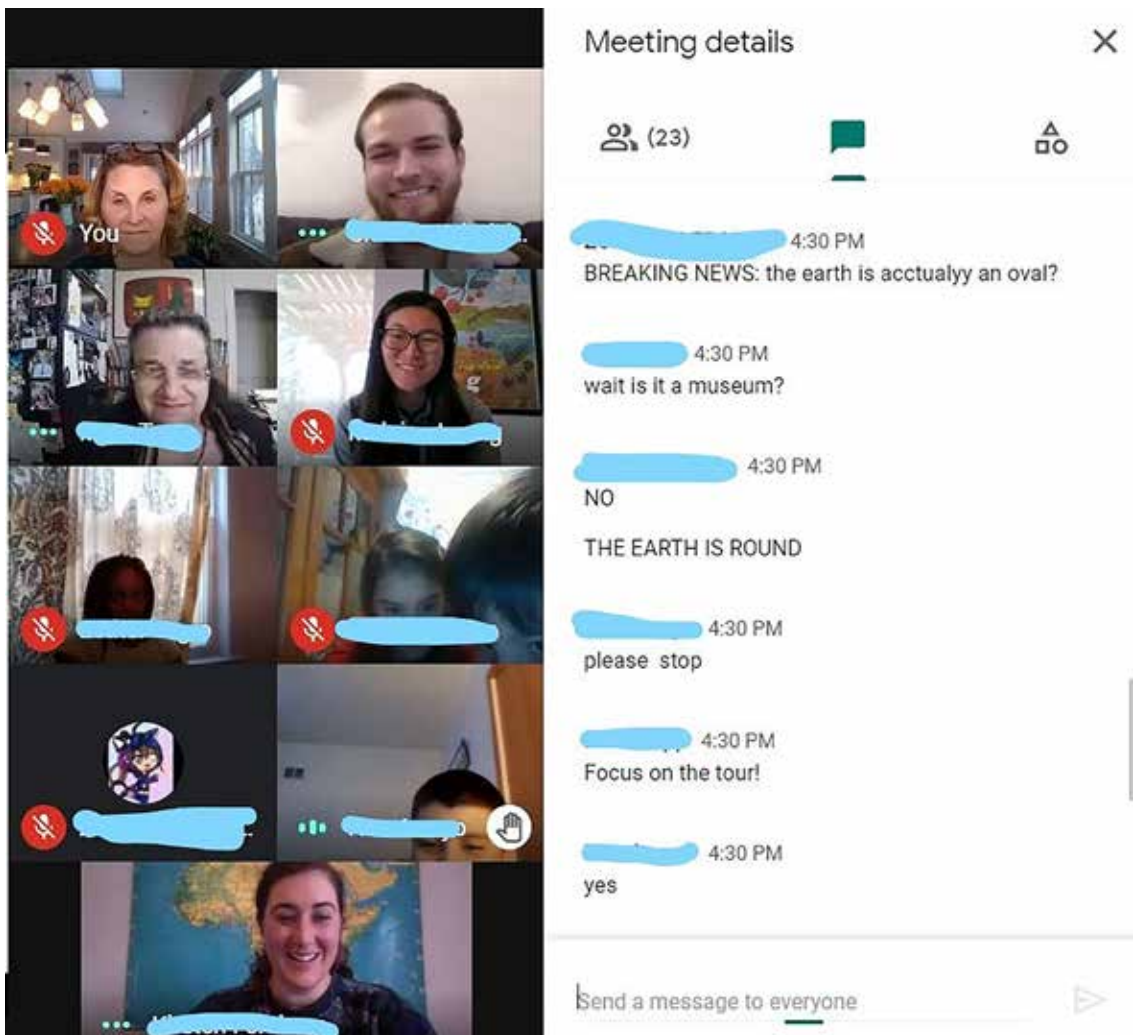 Meeting details
(23)
You
4:30 PM
BREAKING NEWS: the earth is acctualyy an oval?
4:30 PM
wait is it a museum?
4:30 PM
NO
THE EARTH IS ROUND
4:30 PM
please stop
4:30 PM
Focus on the tour!
4:30 PM
yes
Send a message to everyone